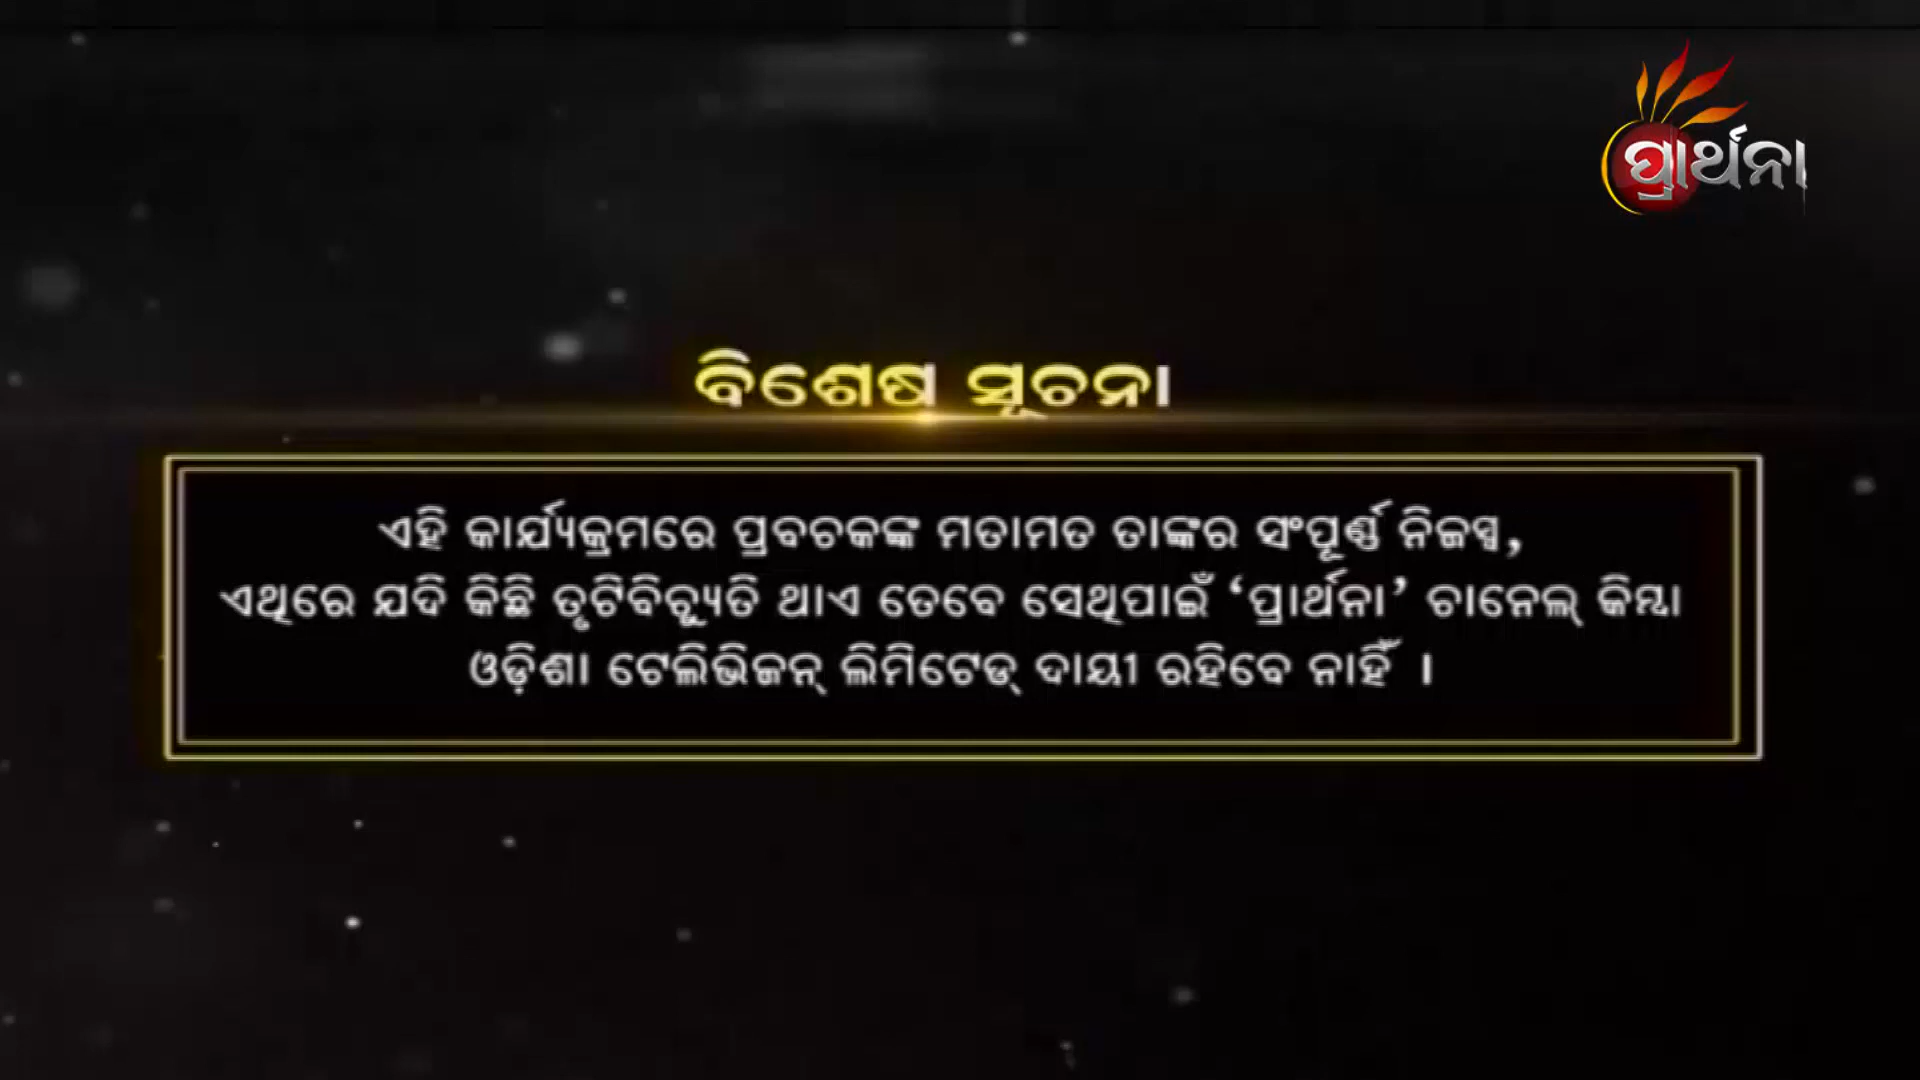 ପ୍ରାର୍ଥନା
ବିଶେଷ ସୂଚନା
ଏହି କାର୍ଯ୍ୟକ୍ରମରେ ପ୍ରବଚକଙ୍କ ମତାମତ ତାଙ୍କର ସଂପୂର୍ଣ୍ଣ ନିଜସ୍ୱ,
ଏଥିରେ ଯଦି କିଛି ତୃଟିବିଚ୍ୟୁତି ଥାଏ ତେବେ ସେଥିପାଇଁ ‘ପ୍ରାର୍ଥନା’ ଚାନେଲ୍ କିମ୍ବା
ଓଡ଼ିଶା ଟେଲିଭିଜନ୍ ଲିମିଟେଡ୍ ଦାୟୀ ରହିବେ ନାହିଁ ।